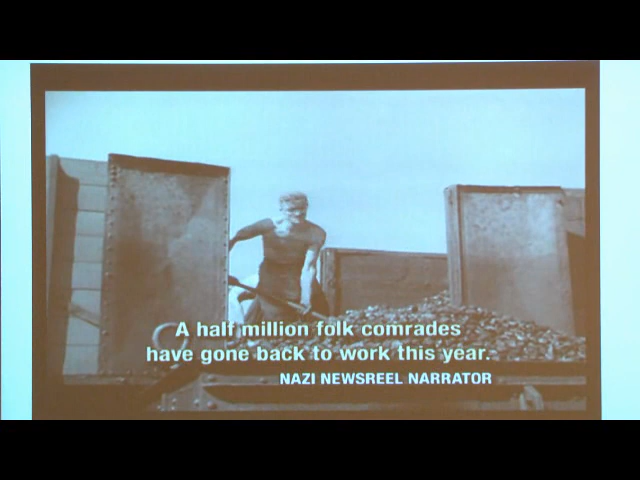 A half million folk comrades
have gone back to work this year.
NAZI NEWSREEL NARRATOR